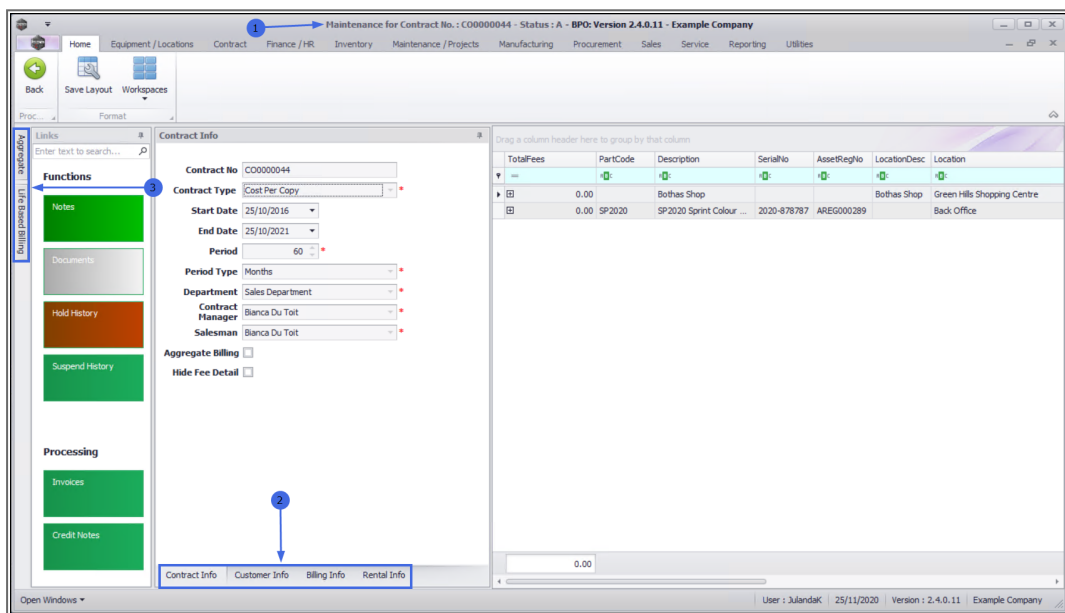 1
Maintenance for Contract No. : CO0000044 - Status : A - BPO: Version 2.4.0.11 - Example Company
Home Equipment / Locations Contract Finance / HR Inventory Maintenance / Projects Manufacturing Procurement Sales Service Reporting Utilities
Back Save Layout Workspaces
Proc... Format
Links
Enter text to search...
Functions
Notes
Documents
Hold History
Suspend History
Processing
Invoices
Credit Notes
Aggregate
Life Based Billing
3
Contract Info
Contract No CO0000044
Contract Type Cost Per Copy *
Start Date 25/10/2016
End Date 25/10/2021
Period 60 *
Period Type Months *
Department Sales Department *
Contract Manager Bianca Du Toit *
Salesman Bianca Du Toit *
Aggregate Billing
Hide Fee Detail
2
Contract Info Customer Info Billing Info Rental Info
Drag a column header here to group by that column
TotalFees PartCode Description SerialNo AssetRegNo LocationDesc Location
=
0.00 Bothas Shop Bothas Shop Green Hills Shopping Centre
0.00 SP2020 SP2020 Sprint Colour ... 2020-878787 AREG000289 Back Office
0.00
Open Windows User : JulandaK 25/11/2020 Version : 2.4.0.11 Example Company